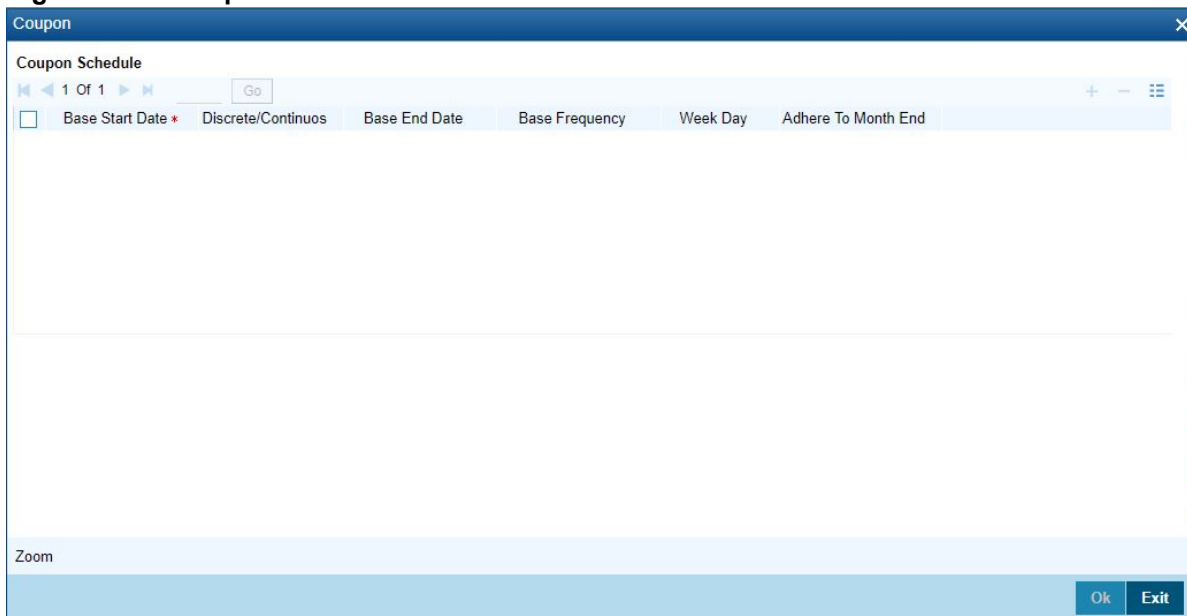 Coupon
Coupon Schedule
1 Of 1 Go
Base Start Date * Discrete/Continuos Base End Date Base Frequency Week Day Adhere To Month End
Zoom
Ok Exit